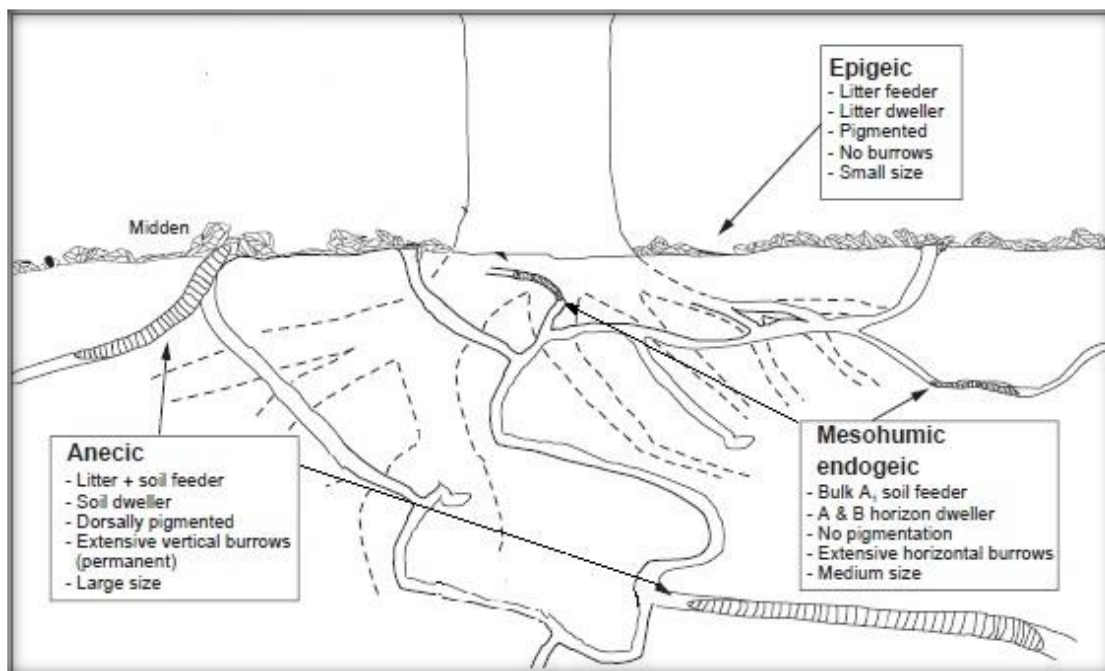 Epigeic
- Litter feeder
- Litter dweller
- Pigmented
- No burrows
- Small size
Midden
Anecic
- Litter + soil feeder
- Soil dweller
- Dorsally pigmented
- Extensive vertical burrows
(permanent)
- Large size
Mesohumic
endogeic
- Bulk A, soil feeder
- A & B horizon dweller
- No pigmentation
- Extensive horizontal burrows
- Medium size